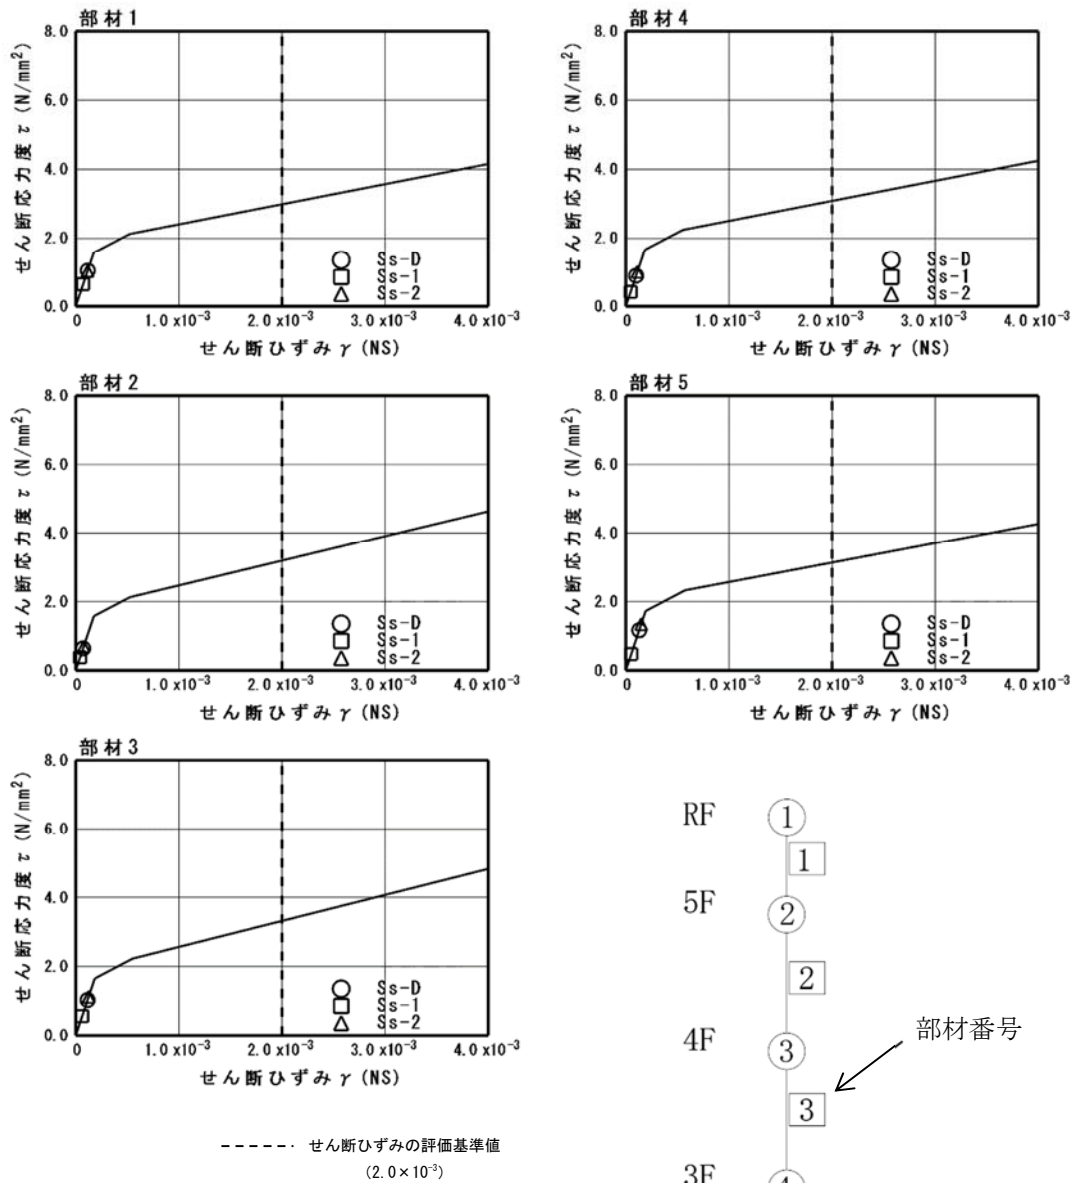 部材1
せん断応力度 τ (N/mm²)
8.0
6.0
4.0
2.0
0.0
○ Ss-D
□ Ss-1
△ Ss-2
0 1.0x10⁻³ 2.0x10⁻³ 3.0x10⁻³ 4.0x10⁻³
せん断ひずみ γ (NS)
部材4
せん断応力度 τ (N/mm²)
8.0
6.0
4.0
2.0
0.0
○ Ss-D
□ Ss-1
△ Ss-2
0 1.0x10⁻³ 2.0x10⁻³ 3.0x10⁻³ 4.0x10⁻³
せん断ひずみ γ (NS)
部材2
せん断応力度 τ (N/mm²)
8.0
6.0
4.0
2.0
0.0
○ Ss-D
□ Ss-1
△ Ss-2
0 1.0x10⁻³ 2.0x10⁻³ 3.0x10⁻³ 4.0x10⁻³
せん断ひずみ γ (NS)
部材5
せん断応力度 τ (N/mm²)
8.0
6.0
4.0
2.0
0.0
○ Ss-D
□ Ss-1
△ Ss-2
0 1.0x10⁻³ 2.0x10⁻³ 3.0x10⁻³ 4.0x10⁻³
せん断ひずみ γ (NS)
部材3
せん断応力度 τ (N/mm²)
8.0
6.0
4.0
2.0
0.0
○ Ss-D
□ Ss-1
△ Ss-2
0 1.0x10⁻³ 2.0x10⁻³ 3.0x10⁻³ 4.0x10⁻³
せん断ひずみ γ (NS)
------ せん断ひずみの評価基準値
(2.0×10⁻³)
RF 1
1
5F 2
2
4F 3
部材番号
3
3F 4